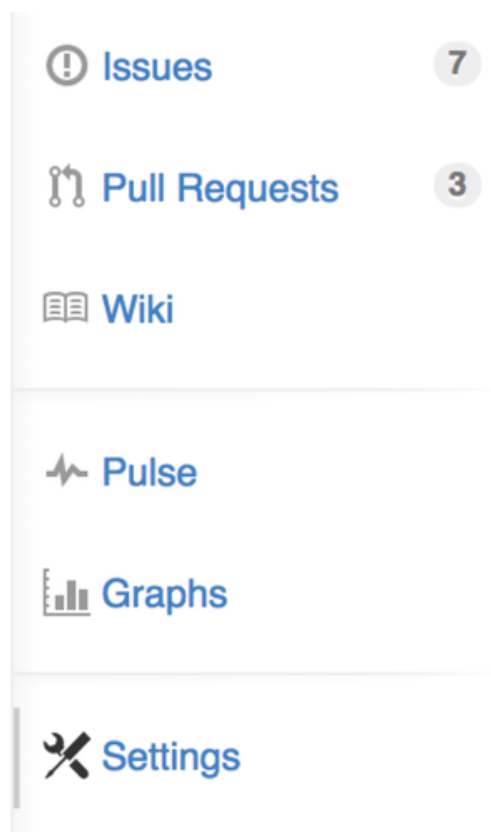 Issues 7
Pull Requests 3
Wiki
Pulse
Graphs
Settings